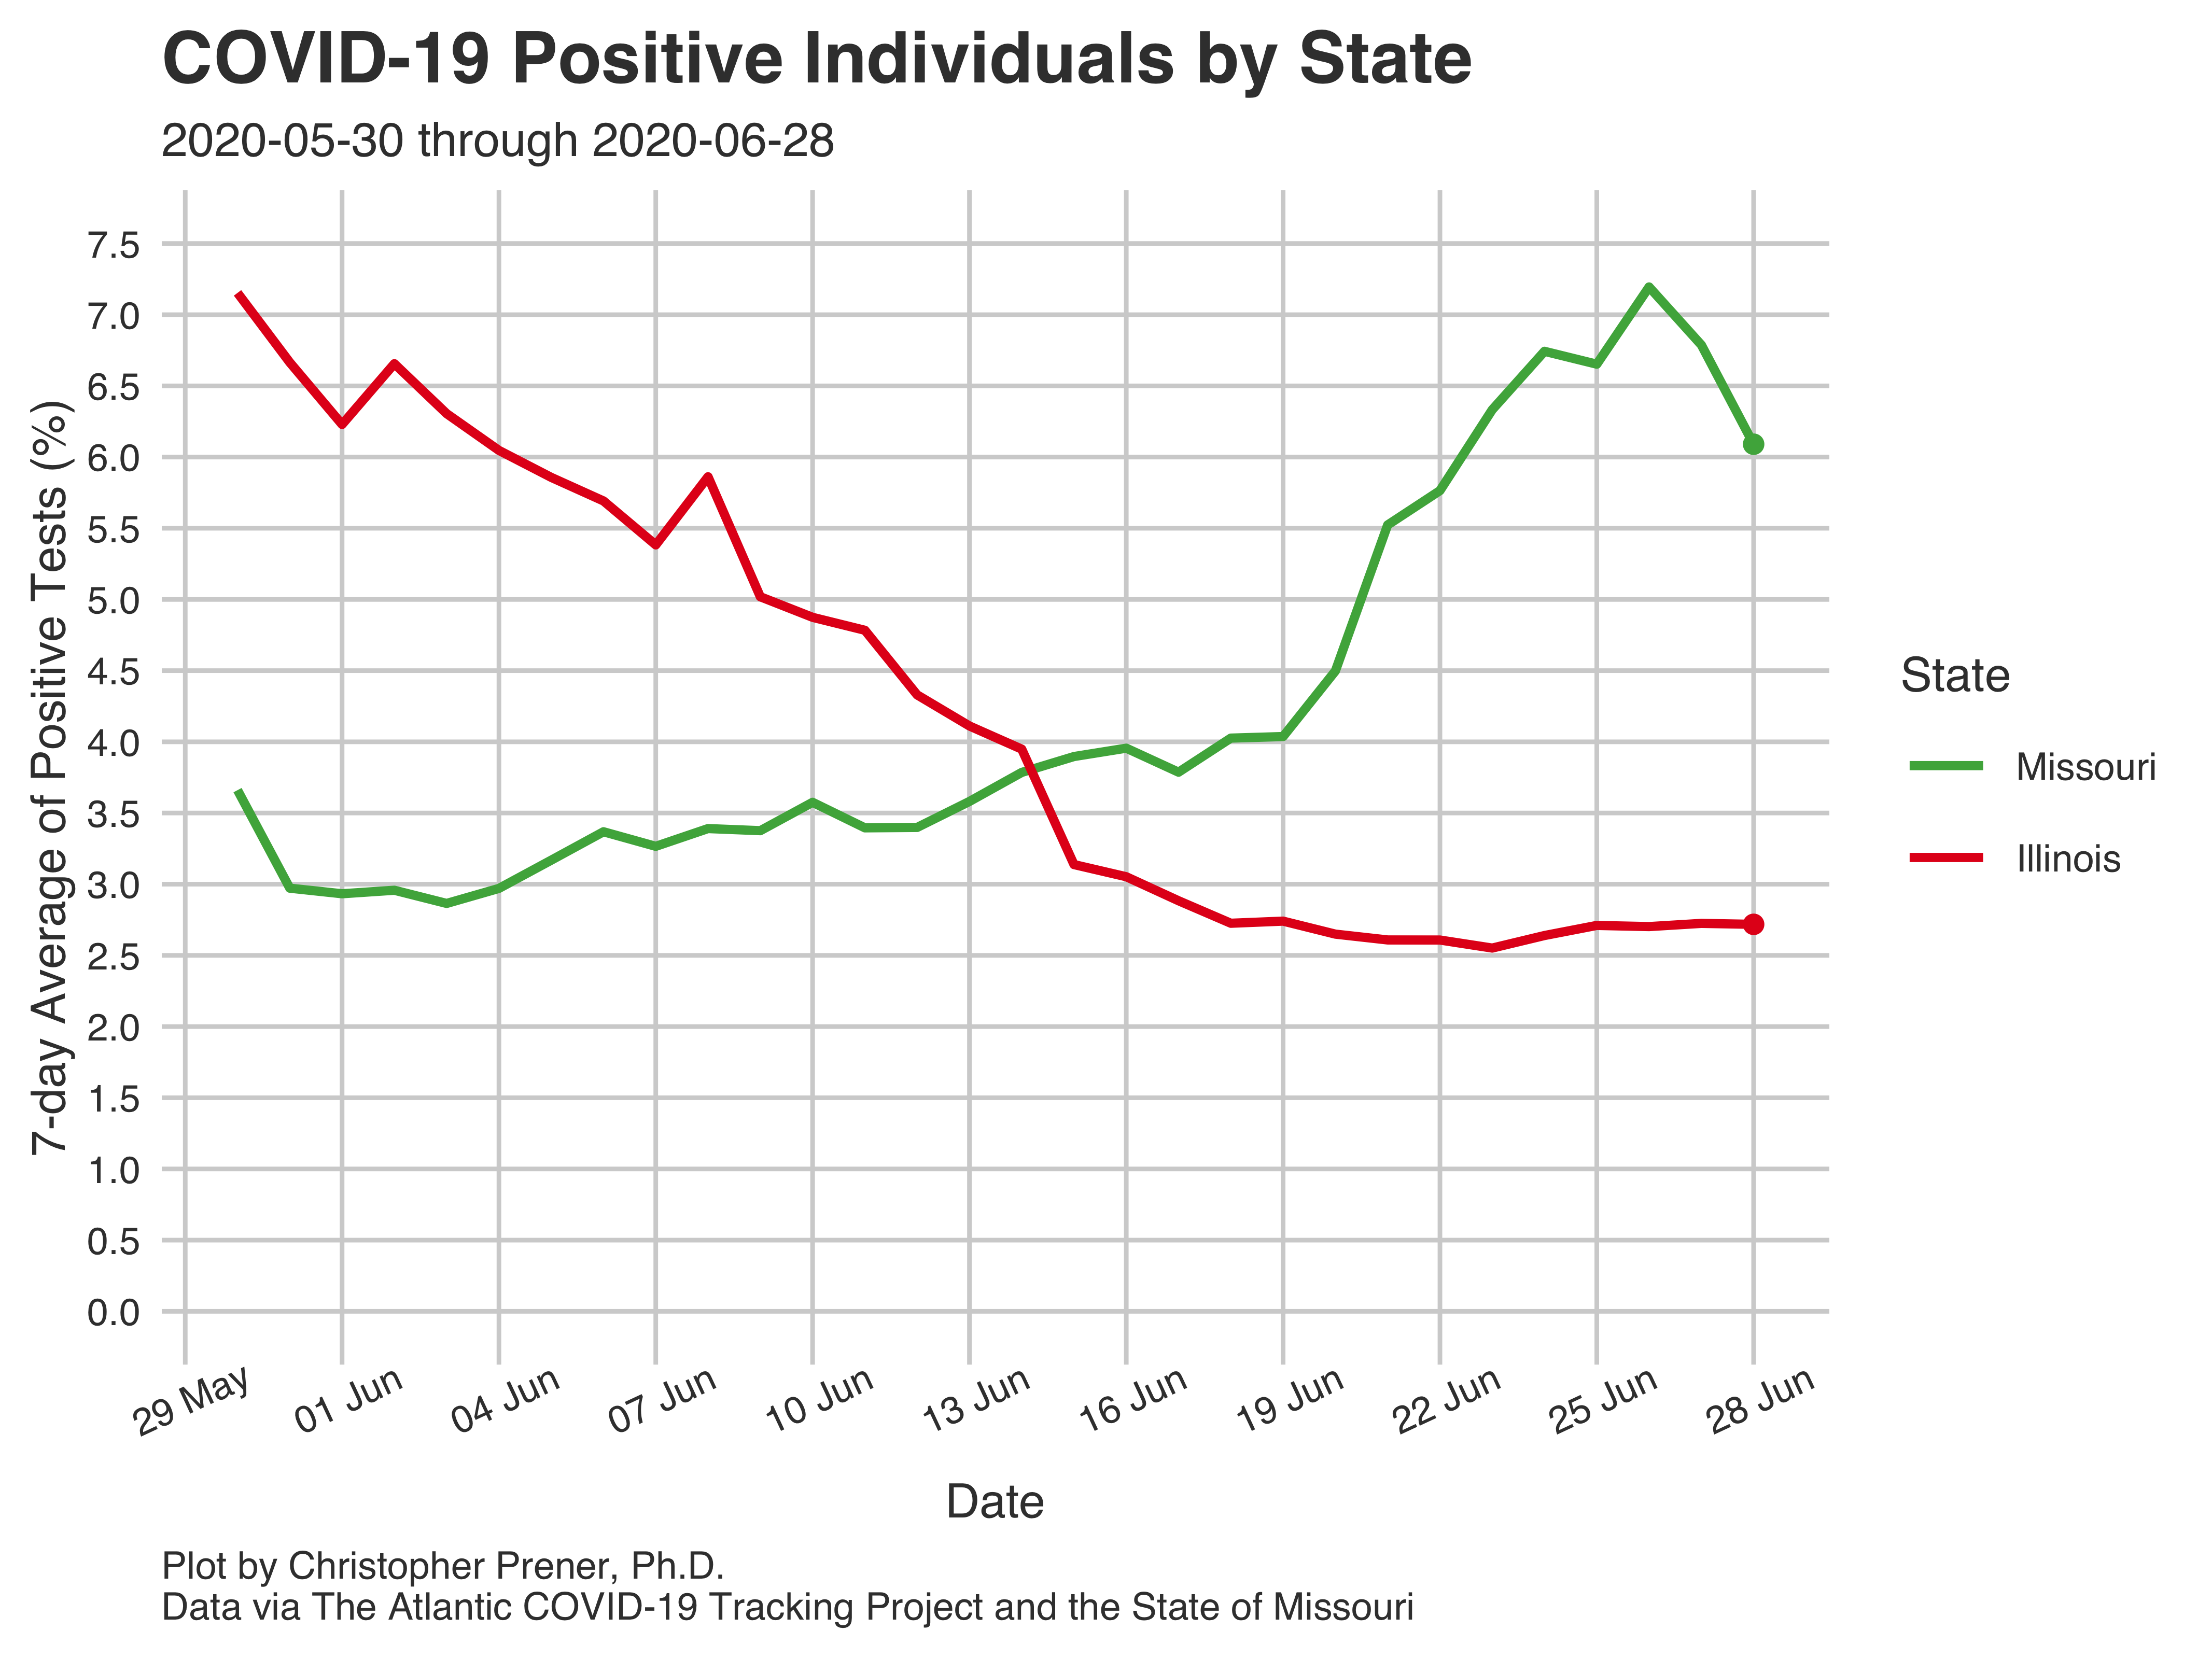 COVID-19 Positive Individuals by State
2020-05-30 through 2020-06-28
7-day Average of Positive Tests (%)
7.5
7.0
6.5
6.0
5.5
5.0
4.5
4.0
3.5
3.0
2.5
2.0
1.5
1.0
0.5
0.0
29 May
01 Jun
04 Jun
07 Jun
10 Jun
13 Jun
16 Jun
19 Jun
22 Jun
25 Jun
28 Jun
Date
State
Missouri
Illinois
Plot by Christopher Prener, Ph.D.
Data via The Atlantic COVID-19 Tracking Project and the State of Missouri